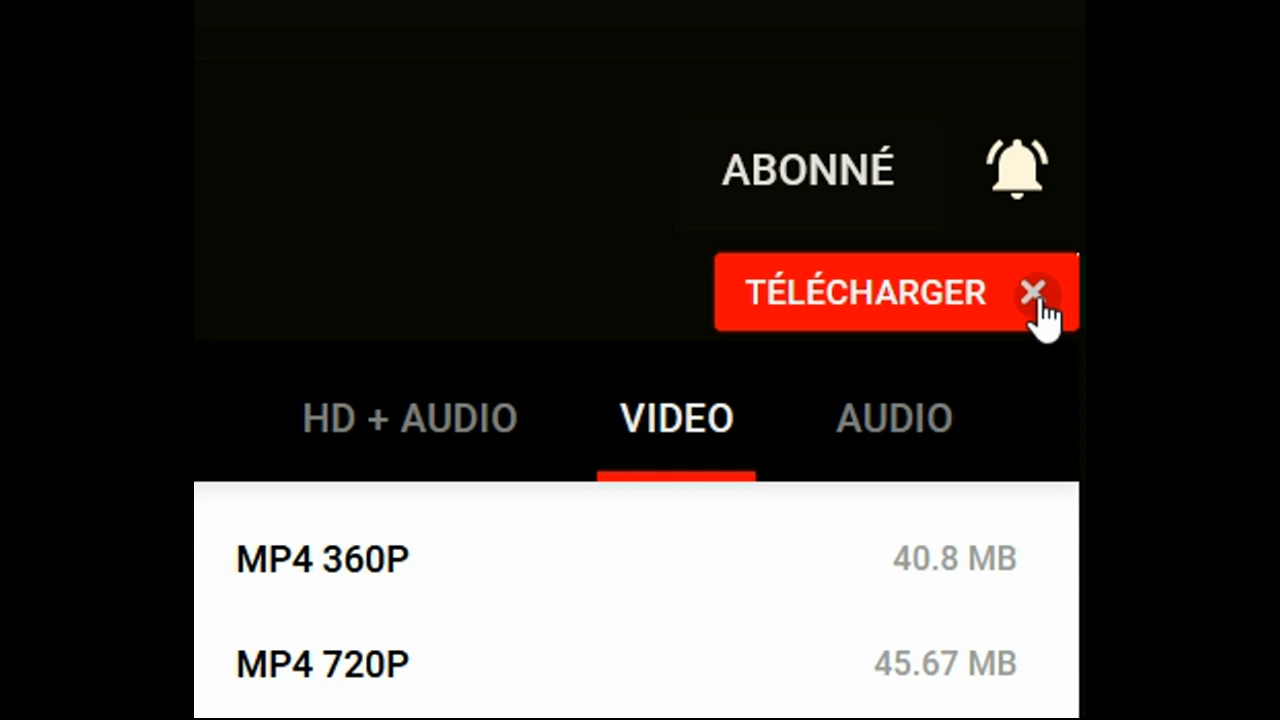 ABONNÉ
TÉLÉCHARGER
HD + AUDIO VIDEO AUDIO
MP4 360P 40.8 MB
MP4 720P 45.67 MB